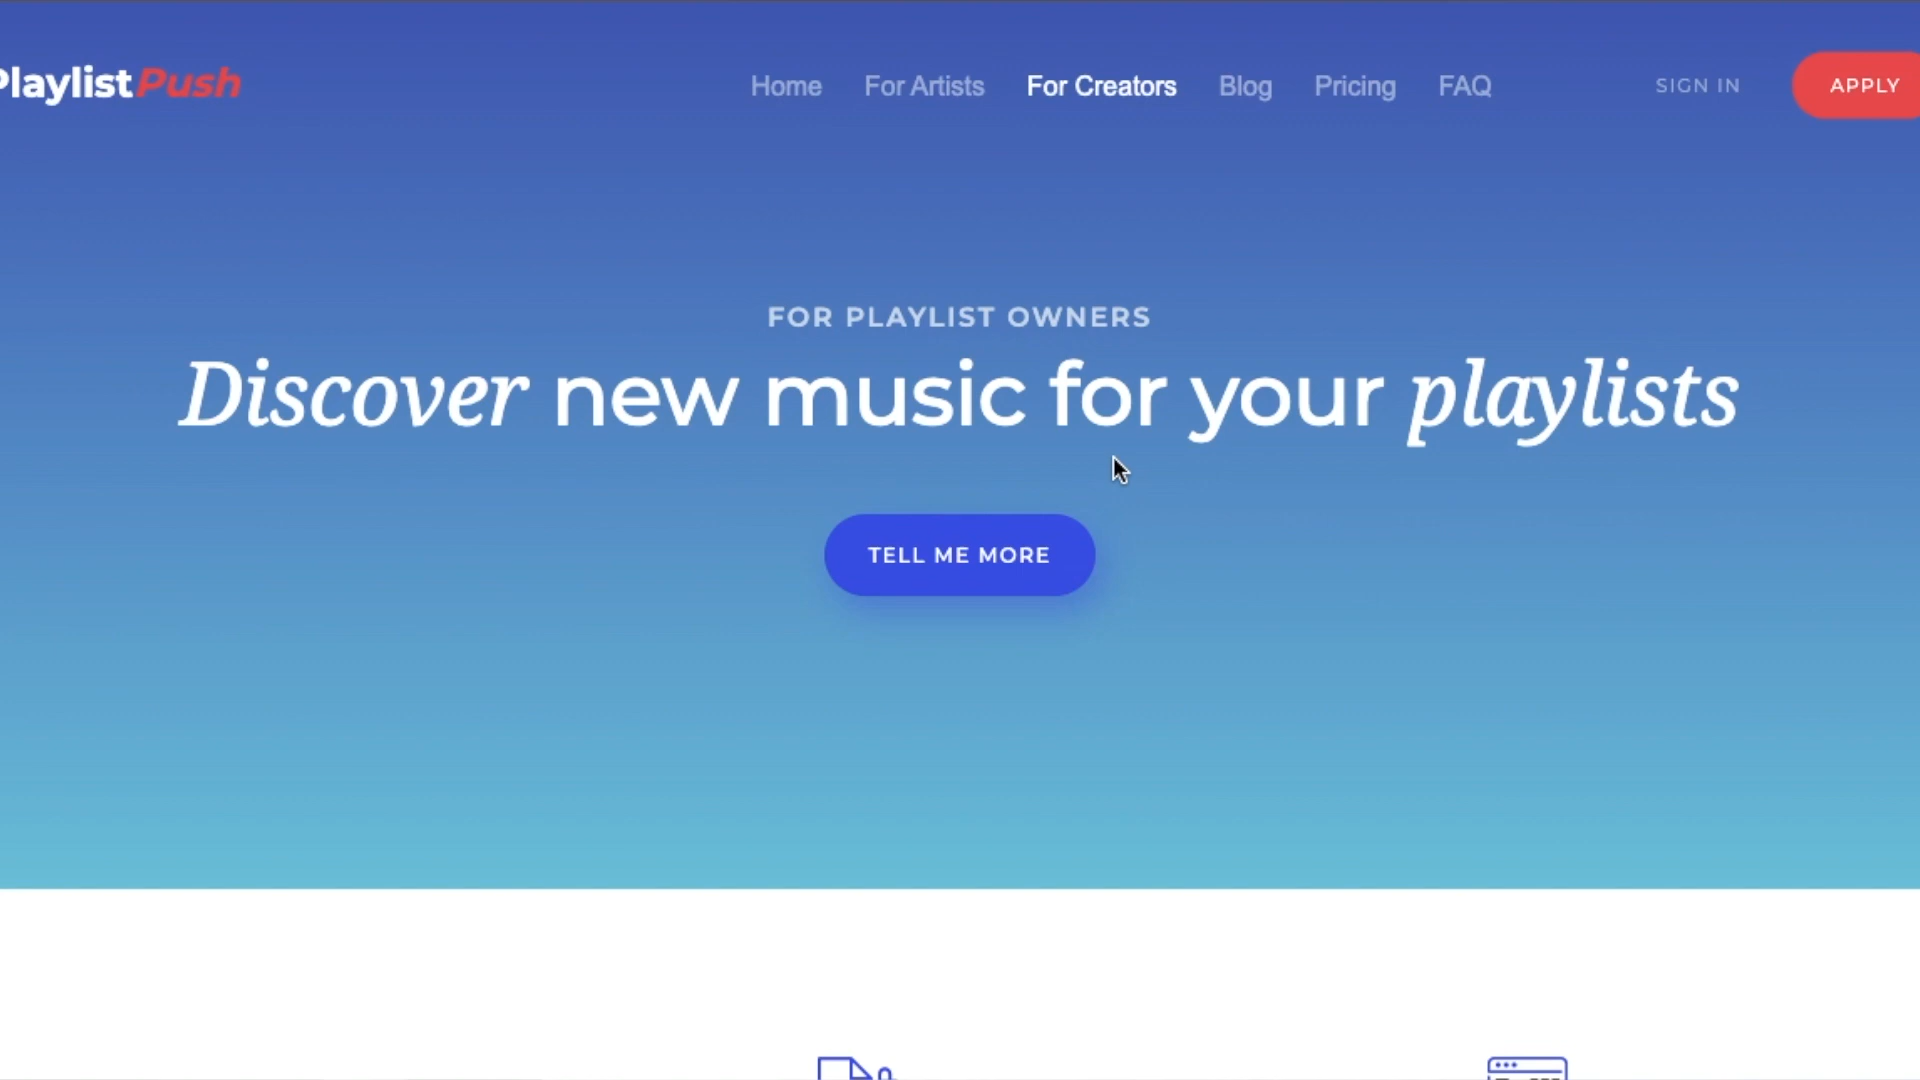 Playlist Push
Home For Artists For Creators Blog Pricing FAQ SIGN IN APPLY
FOR PLAYLIST OWNERS
Discover new music for your playlists
TELL ME MORE